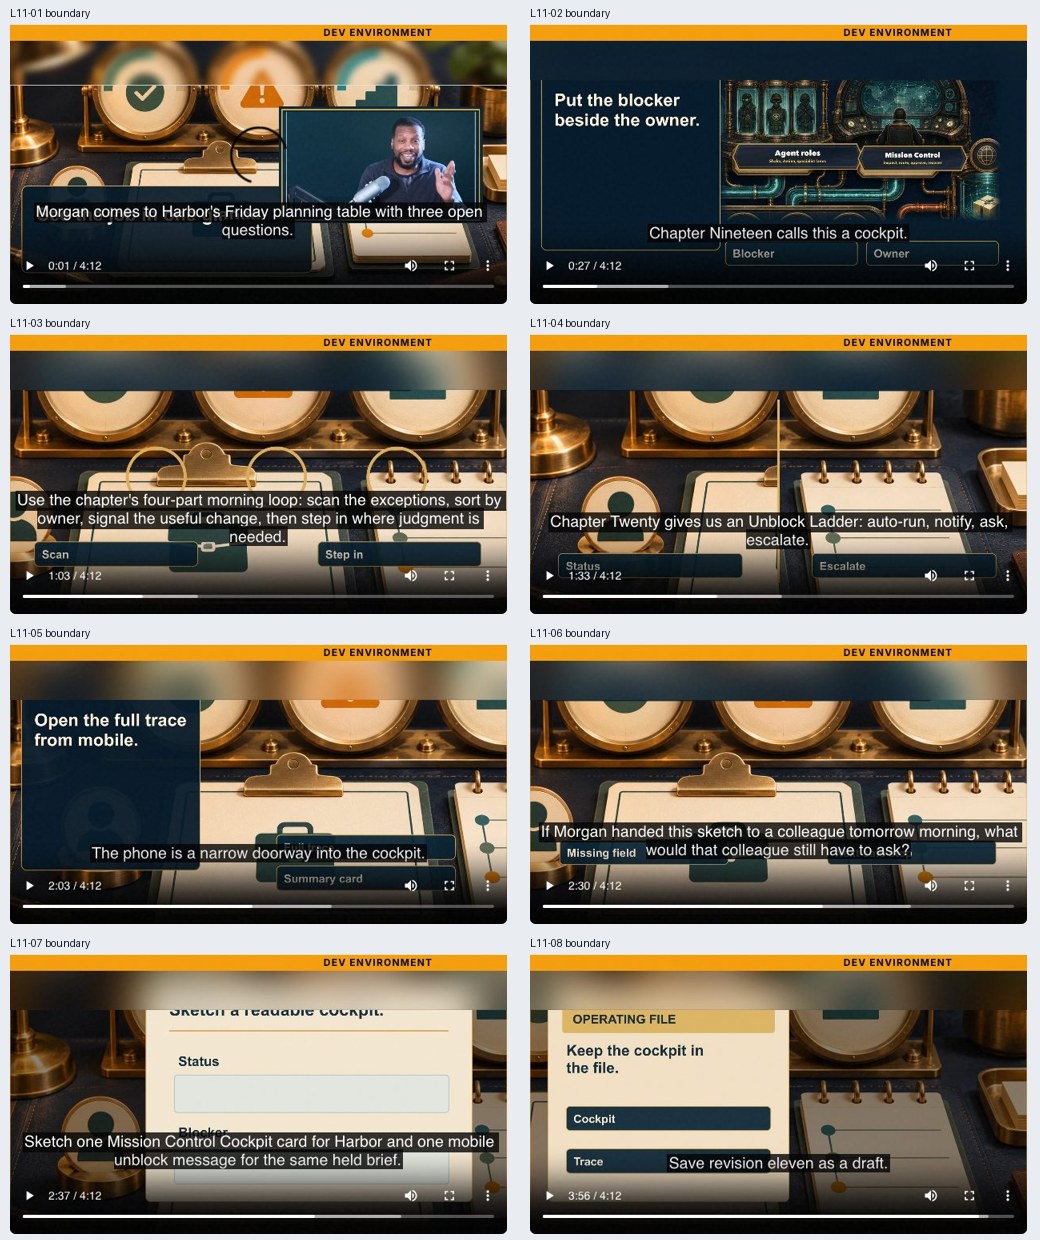 L11-01 boundary
DEV ENVIRONMENT
Morgan comes to Harbor's Friday planning table with three open
questions.
0:01 / 4:12
L11-02 boundary
DEV ENVIRONMENT
Put the blocker
beside the owner.
Agent roles
Mission Control
Chapter Nineteen calls this a cockpit.
Blocker
Owner
0:27 / 4:12
L11-03 boundary
DEV ENVIRONMENT
Use the chapter's four-part morning loop: scan the exceptions, sort by
owner, signal the useful change, then step in where judgment is
needed.
Scan
Step in
1:03 / 4:12
L11-04 boundary
DEV ENVIRONMENT
Chapter Twenty gives us an Unblock Ladder: auto-run, notify, ask,
escalate.
Status
Escalate
1:33 / 4:12
L11-05 boundary
DEV ENVIRONMENT
Open the full trace
from mobile.
The phone is a narrow doorway into the cockpit.
Summary card
2:03 / 4:12
L11-06 boundary
DEV ENVIRONMENT
If Morgan handed this sketch to a colleague tomorrow morning, what
would that colleague still have to ask?
Missing field
2:30 / 4:12
L11-07 boundary
DEV ENVIRONMENT
Sketch a readable cockpit.
Status
Blocker
Sketch one Mission Control Cockpit card for Harbor and one mobile
unblock message for the same held brief.
2:37 / 4:12
L11-08 boundary
DEV ENVIRONMENT
OPERATING FILE
Keep the cockpit in
the file.
Cockpit
Trace
Save revision eleven as a draft.
3:56 / 4:12